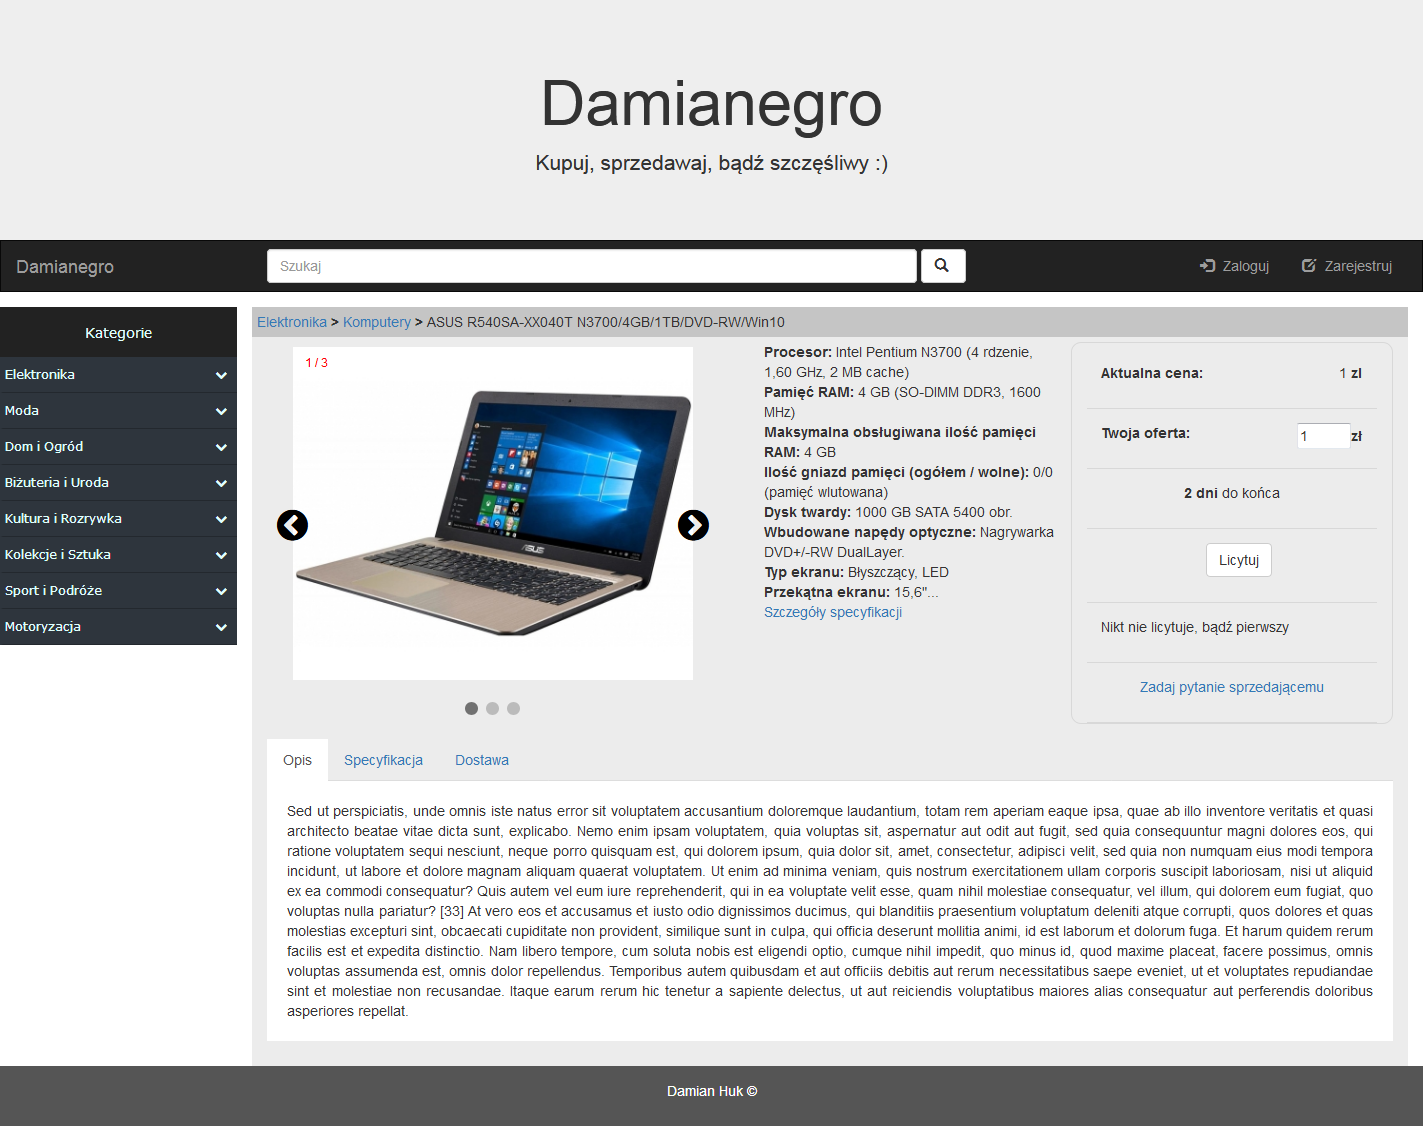 Damianegro
Kupuj, sprzedawaj, bądź szczęśliwy :)
Damianegro
Szukaj
Zaloguj
Zarejestruj
Kategorie
Elektronika
Moda
Dom i Ogród
Biżuteria i Uroda
Kultura i Rozrywka
Kolekcje i Sztuka
Sport i Podróże
Motoryzacja
Elektronika > Komputery > ASUS R540SA-XX040T N3700/4GB/1TB/DVD-RW/Win10
1 / 3
ASUS
Procesor: Intel Pentium N3700 (4 rdzenie,
1,60 GHz, 2 MB cache)
Pamięć RAM: 4 GB (SO-DIMM DDR3, 1600
MHz)
Maksymalna obsługiwana ilość pamięci
RAM: 4 GB
Ilość gniazd pamięci (ogółem / wolne): 0/0
(pamięć wlutowana)
Dysk twardy: 1000 GB SATA 5400 obr.
Wbudowane napędy optyczne: Nagrywarka
DVD+/-RW DualLayer.
Typ ekranu: Błyszczący, LED
Przekątna ekranu: 15,6"...
Szczegóły specyfikacji
Aktualna cena: 1 zl
Twoja oferta: 1 zł
2 dni do końca
Licytuj
Nikt nie licytuje, bądź pierwszy
Zadaj pytanie sprzedającemu
Opis
Specyfikacja
Dostawa
Sed ut perspiciatis, unde omnis iste natus error sit voluptatem accusantium doloremque laudantium, totam rem aperiam eaque ipsa, quae ab illo inventore veritatis et quasi
architecto beatae vitae dicta sunt, explicabo. Nemo enim ipsam voluptatem, quia voluptas sit, aspernatur aut odit aut fugit, sed quia consequuntur magni dolores eos, qui
ratione voluptatem sequi nesciunt, neque porro quisquam est, qui dolorem ipsum, quia dolor sit, amet, consectetur, adipisci velit, sed quia non numquam eius modi tempora
incidunt, ut labore et dolore magnam aliquam quaerat voluptatem. Ut enim ad minima veniam, quis nostrum exercitationem ullam corporis suscipit laboriosam, nisi ut aliquid
ex ea commodi consequatur? Quis autem vel eum iure reprehenderit, qui in ea voluptate velit esse, quam nihil molestiae consequatur, vel illum, qui dolorem eum fugiat, quo
voluptas nulla pariatur? [33] At vero eos et accusamus et iusto odio dignissimos ducimus, qui blanditiis praesentium voluptatum deleniti atque corrupti, quos dolores et quas
molestias excepturi sint, obcaecati cupiditate non provident, similique sunt in culpa, qui officia deserunt mollitia animi, id est laborum et dolorum fuga. Et harum quidem rerum
facilis est et expedita distinctio. Nam libero tempore, cum soluta nobis est eligendi optio, cumque nihil impedit, quo minus id, quod maxime placeat, facere possimus, omnis
voluptas assumenda est, omnis dolor repellendus. Temporibus autem quibusdam et aut officiis debitis aut rerum necessitatibus saepe eveniet, ut et voluptates repudiandae
sint et molestiae non recusandae. Itaque earum rerum hic tenetur a sapiente delectus, ut aut reiciendis voluptatibus maiores alias consequatur aut perferendis doloribus
asperiores repellat.
Damian Huk ©